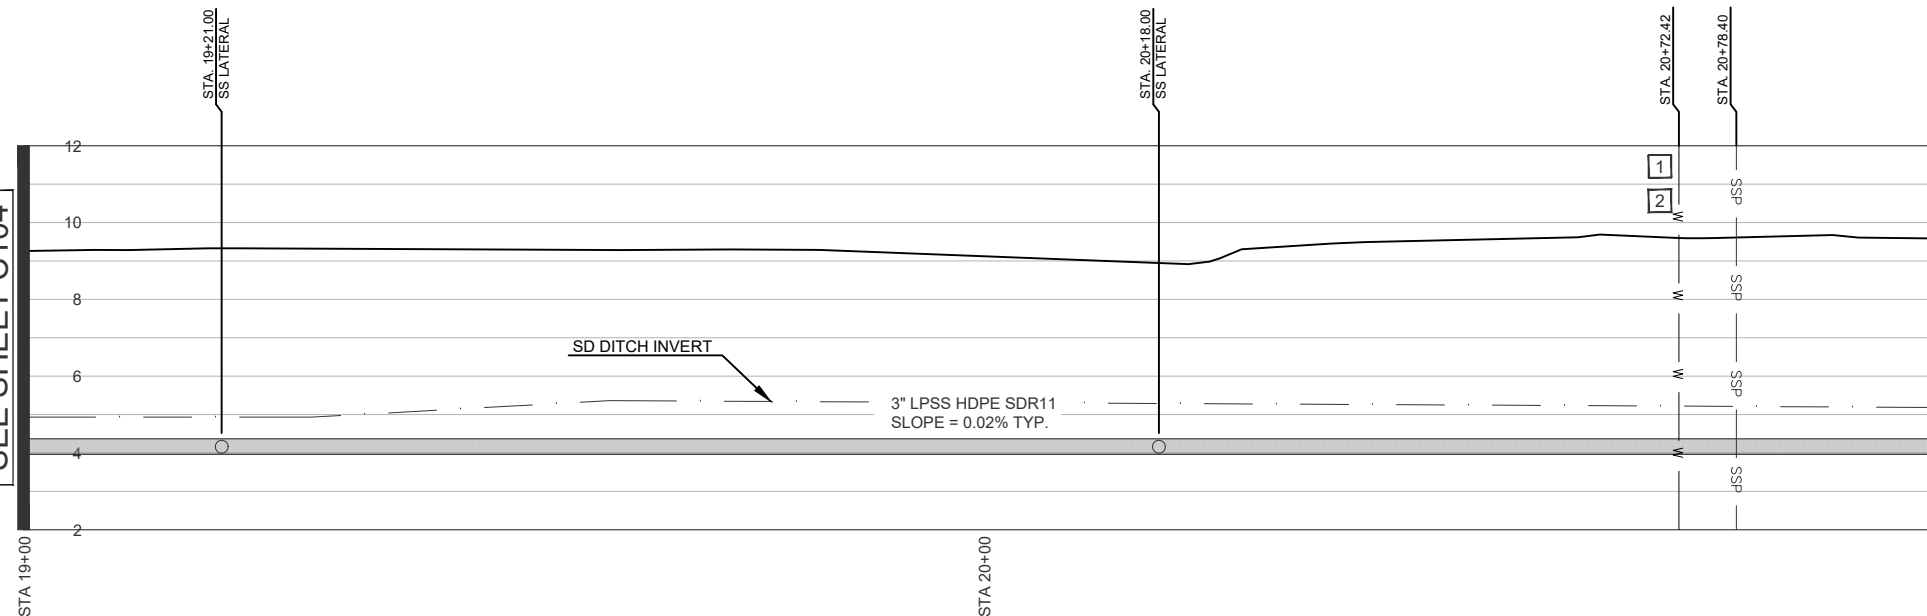 STA. 19+21.00
SS LATERAL
STA. 20+18.00
SS LATERAL
STA. 20+72.42
STA. 20+78.40
12
10
8
6
4
2
1
2
W
W
W
W
SSP
SSP
SSP
SSP
SD DITCH INVERT
3" LPSS HDPE SDR11
SLOPE = 0.02% TYP.
STA 19+00
STA 20+00